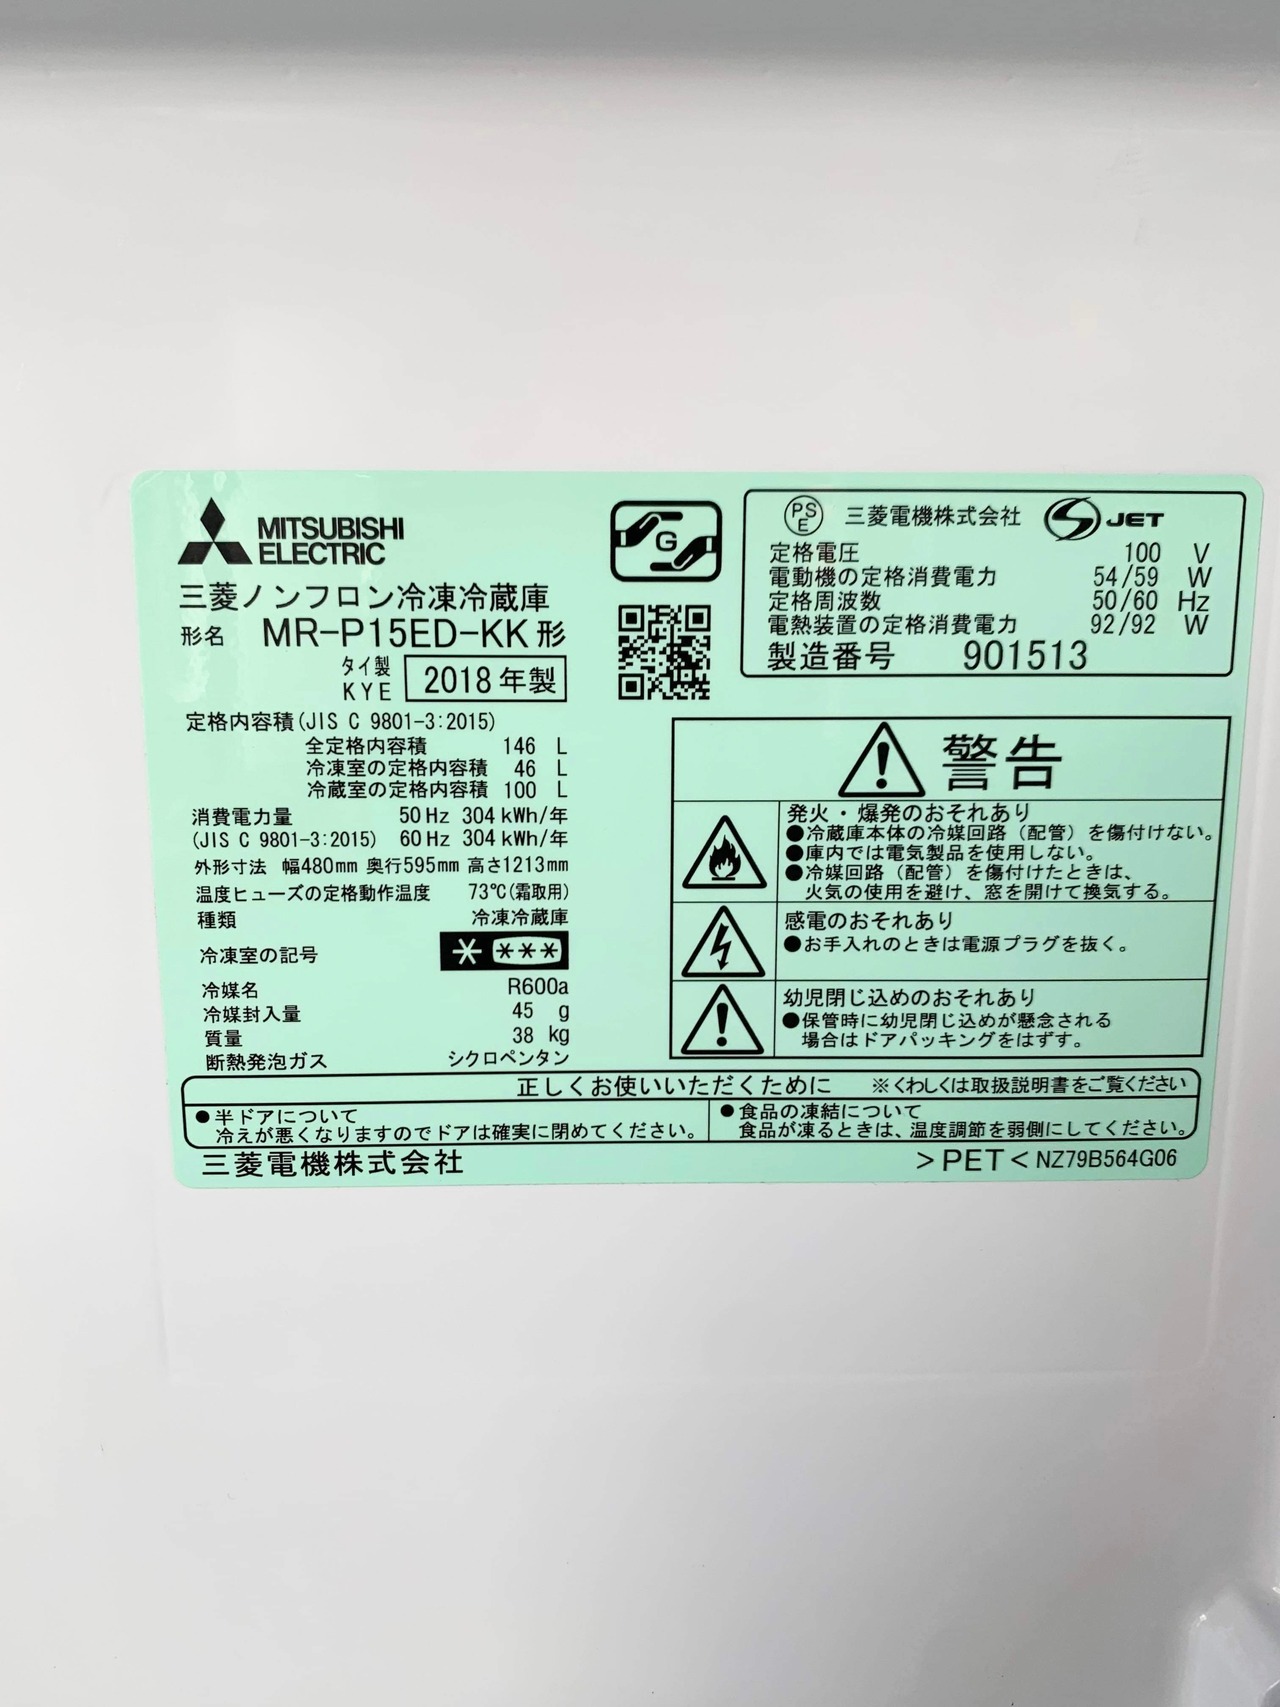 MITSUBISHI
ELECTRIC
三菱ノンフロン冷凍冷蔵庫
形名 MR-P15ED-KK形
タイ製
KYE 2018年製
G
PS
E 三菱電機株式会社 S JET
定格電圧 100 V
電動機の定格消費電力 54/59 W
定格周波数 50/60 Hz
電熱装置の定格消費電力 92/92 W
製造番号 901513
定格内容積(JIS C 9801-3:2015)
全定格内容積 146 L
冷凍室の定格内容積 46 L
冷蔵室の定格内容積 100 L
消費電力量 50Hz 304kWh/年
(JIS C 9801-3:2015) 60Hz 304kWh/年
外形寸法 幅480mm 奥行595mm 高さ1213mm
温度ヒューズの定格動作温度 73℃(霜取用)
種類 冷凍冷蔵庫
冷凍室の記号 * ***
冷媒名 R600a
冷媒封入量 45 g
質量 38 kg
断熱発泡ガス シクロペンタン
警告
発火・爆発のおそれあり
●冷蔵庫本体の冷媒回路(配管)を傷付けない。
●庫内では電気製品を使用しない。
●冷媒回路(配管)を傷付けたときは、
火気の使用を避け、窓を開けて換気する。
感電のおそれあり
●お手入れのときは電源プラグを抜く。
幼児閉じ込めのおそれあり
●保管時に幼児閉じ込めが懸念される
場合はドアパッキングをはずす。
正しくお使いいただくために ※くわしくは取扱説明書をご覧ください
●半ドアについて
冷えが悪くなりますのでドアは確実に閉めてください。
●食品の凍結について
食品が凍るときは、温度調節を弱側にしてください。
三菱電機株式会社 >PET< NZ79B564G06